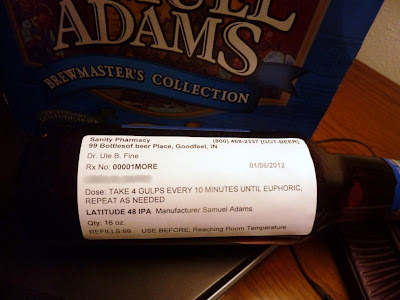 ADAMS
BREWMASTER'S COLLECTION
Sanity Pharmacy (800) 468-2337 [GOT-BEER]
99 Bottlesof beer Place, Goodfeel, IN
Dr. Ule B. Fine
Rx No: 00001MORE 01/06/2012
Dose: TAKE 4 GULPS EVERY 10 MINUTES UNTIL EUPHORIC,
REPEAT AS NEEDED
LATITUDE 48 IPA Manufacturer Samuel Adams
Qty: 16 oz.
REFILLS:99 USE BEFORE: Reaching Room Temperature